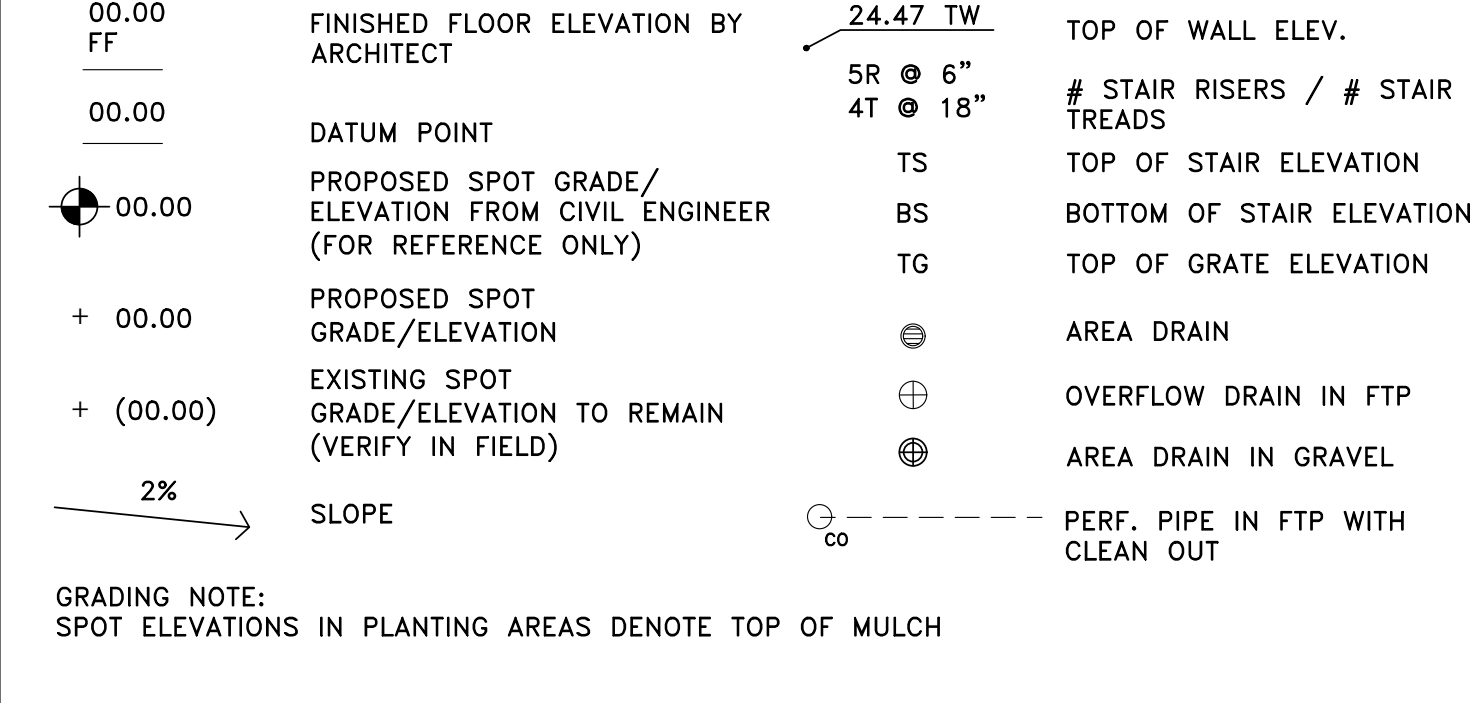 00.00
FF
FINISHED FLOOR ELEVATION BY
ARCHITECT
00.00
DATUM POINT
00.00
PROPOSED SPOT GRADE/
ELEVATION FROM CIVIL ENGINEER
(FOR REFERENCE ONLY)
+ 00.00
PROPOSED SPOT
GRADE/ELEVATION
+ (00.00)
EXISTING SPOT
GRADE/ELEVATION TO REMAIN
(VERIFY IN FIELD)
2%
SLOPE
24.47 TW
TOP OF WALL ELEV.
5R @ 6”
4T @ 18”
# STAIR RISERS / # STAIR
TREADS
TS
TOP OF STAIR ELEVATION
BS
BOTTOM OF STAIR ELEVATION
TG
TOP OF GRATE ELEVATION
AREA DRAIN
OVERFLOW DRAIN IN FTP
AREA DRAIN IN GRAVEL
CO
PERF. PIPE IN FTP WITH
CLEAN OUT
GRADING NOTE:
SPOT ELEVATIONS IN PLANTING AREAS DENOTE TOP OF MULCH